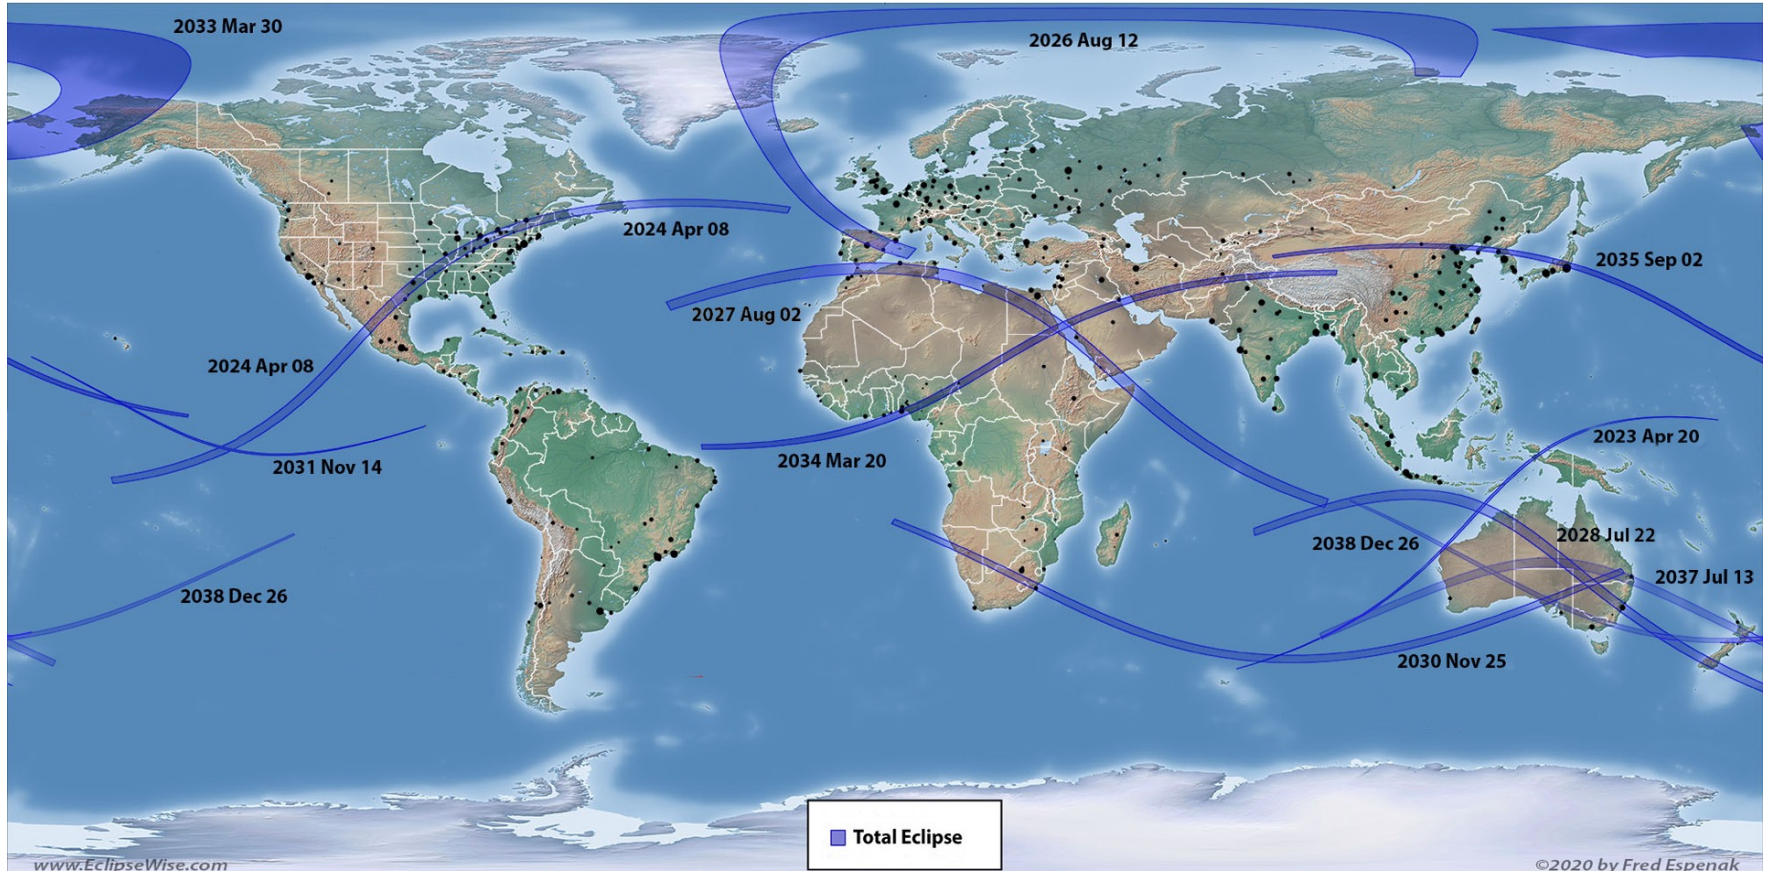 2033 Mar 30
2026 Aug 12
2024 Apr 08
2035 Sep 02
2027 Aug 02
2024 Apr 08
2023 Apr 20
2034 Mar 20
2031 Nov 14
2028 Jul 22
2038 Dec 26
2037 Jul 13
2038 Dec 26
2030 Nov 25
Total Eclipse
www.EclipseWise.com
©2020 by Fred Espenak